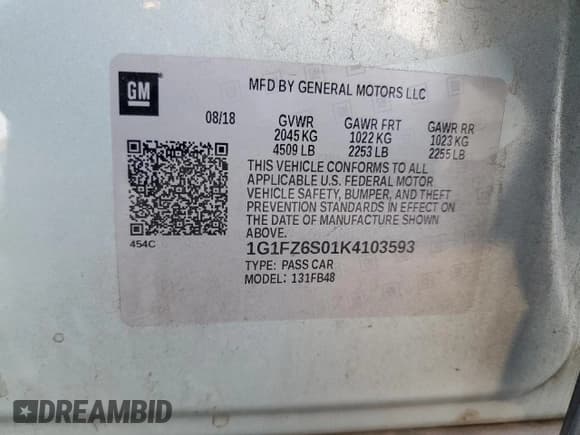 GM
MFD BY GENERAL MOTORS LLC
08/18 GVWR GAWR FRT GAWR RR
2045 KG 1022 KG 1023 KG
4509 LB 2253 LB 2255 LB
THIS VEHICLE CONFORMS TO ALL
APPLICABLE U.S. FEDERAL MOTOR
VEHICLE SAFETY, BUMPER, AND THEFT
PREVENTION STANDARDS IN EFFECT ON
THE DATE OF MANUFACTURE SHOWN
ABOVE.
454C
1G1FZ6S01K4103593
TYPE: PASS CAR
MODEL: 131FB48
DREAMBID